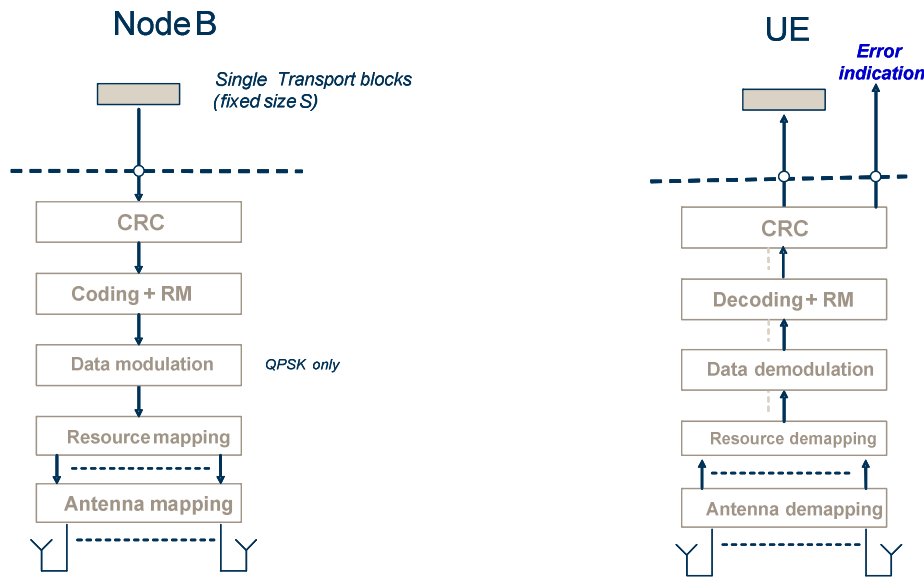 Node B
Single Transport blocks
(fixed size S)
CRC
Coding + RM
Data modulation
QPSK only
Resource mapping
Antenna mapping
UE
Error
indication
CRC
Decoding + RM
Data demodulation
Resource demapping
Antenna demapping